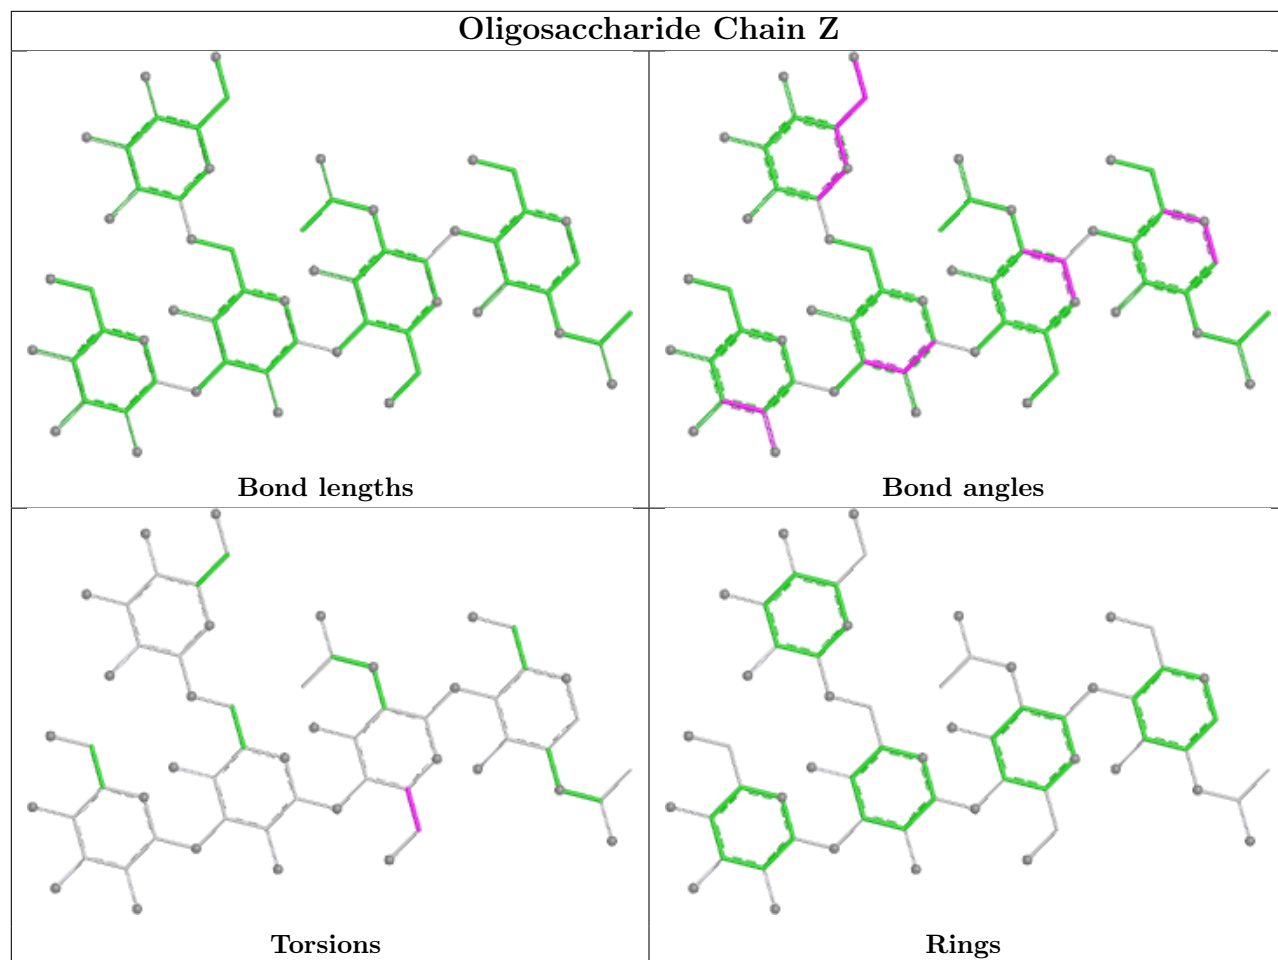 Oligosaccharide Chain Z
Bond lengths
Bond angles
Torsions
Rings